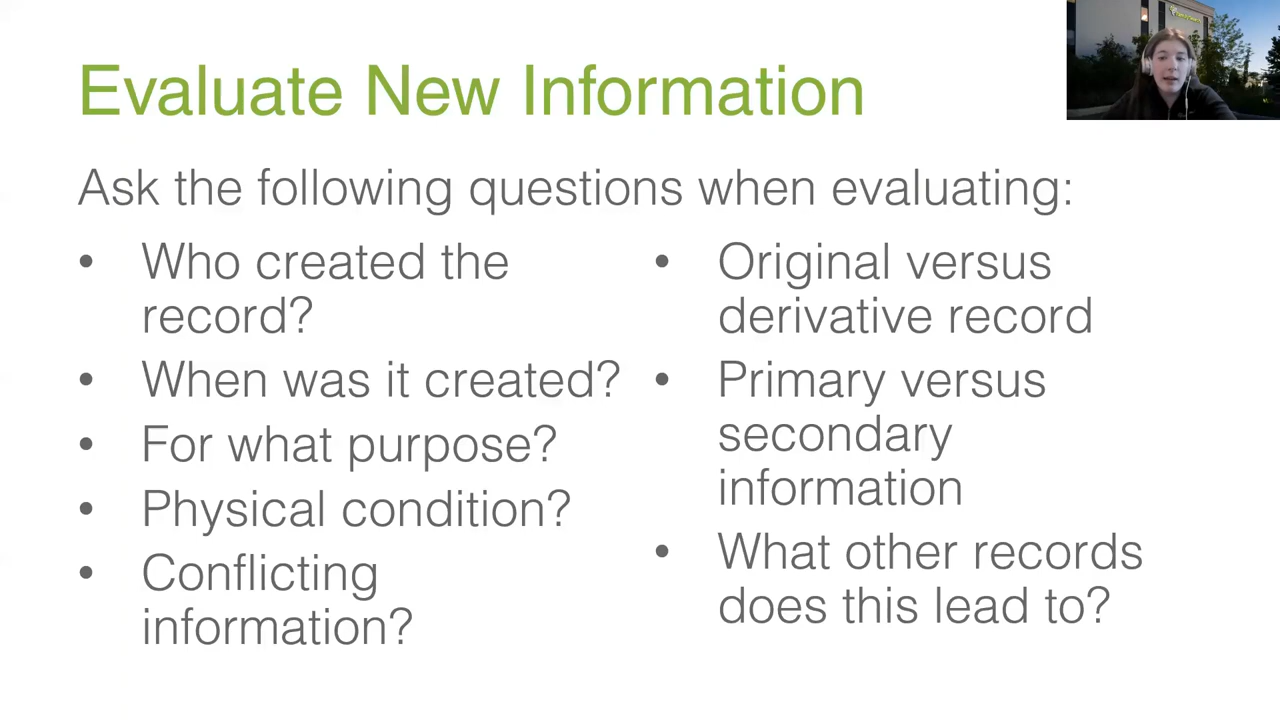 Evaluate New Information
Ask the following questions when evaluating:
• Who created the
record?
• When was it created?
• For what purpose?
• Physical condition?
• Conflicting
information?
• Original versus
derivative record
• Primary versus
secondary
information
• What other records
does this lead to?